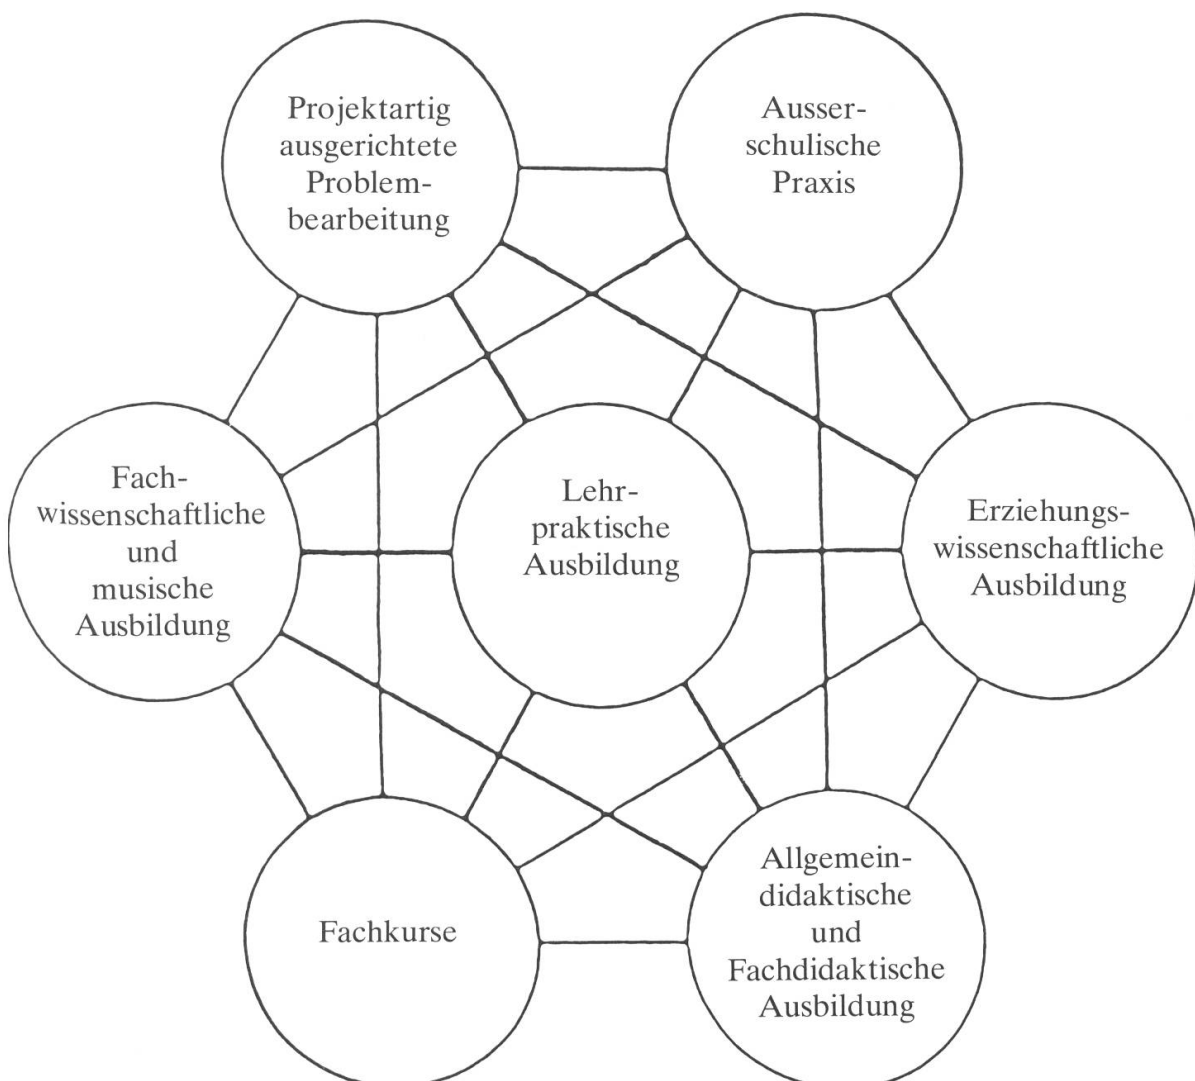 Projektartig
ausgerichtete
Problem-
bearbeitung
Ausser-
schulische
Praxis
Fach-
wissenschaftliche
und
musische
Ausbildung
Lehr-
praktische
Ausbildung
Erziehungs-
wissenschaftliche
Ausbildung
Fachkurse
Allgemein-
didaktische
und
Fachdidaktische
Ausbildung